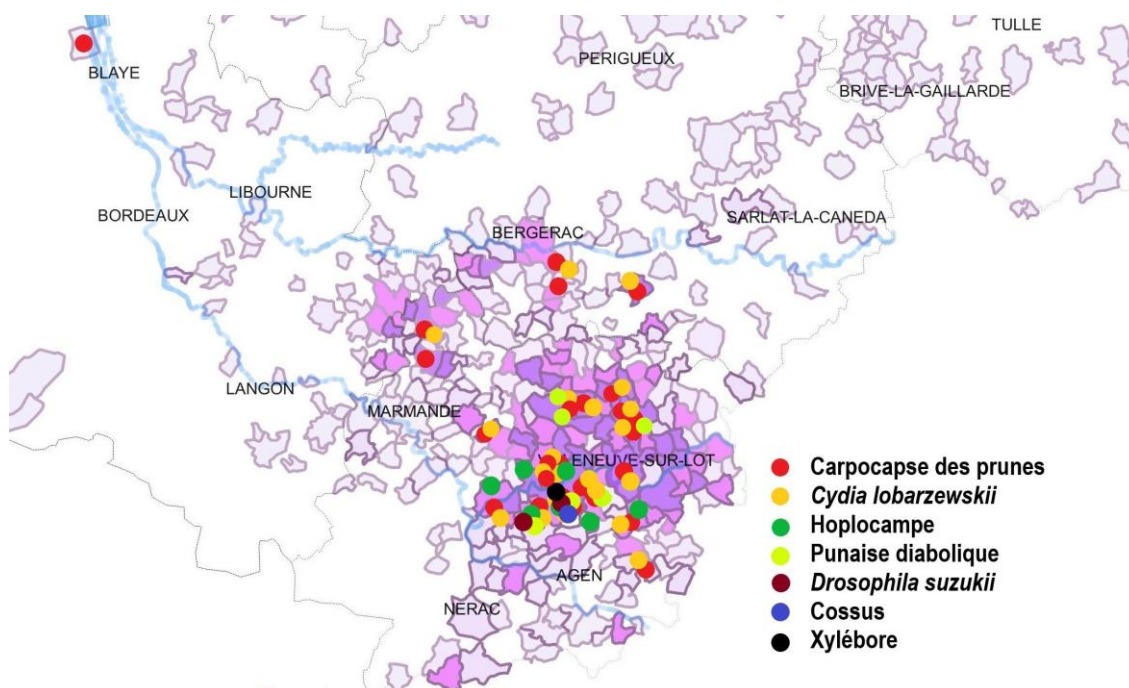 TULLE
PERIGUEUX
BLAYE
BRIVE-LA-GAILLARDE
LIBOURNE
BORDEAUX
SARLAT-LA-CANEDA
BERGERAC
LANGON
MARMANDE
LENEUVE-SUR-LOT
AGEN
NERAC
Carpocapse des prunes
Cydia lobarzewskii
Hoplocampe
Punaise diabolique
Drosophila suzukii
Cossus
Xylébore